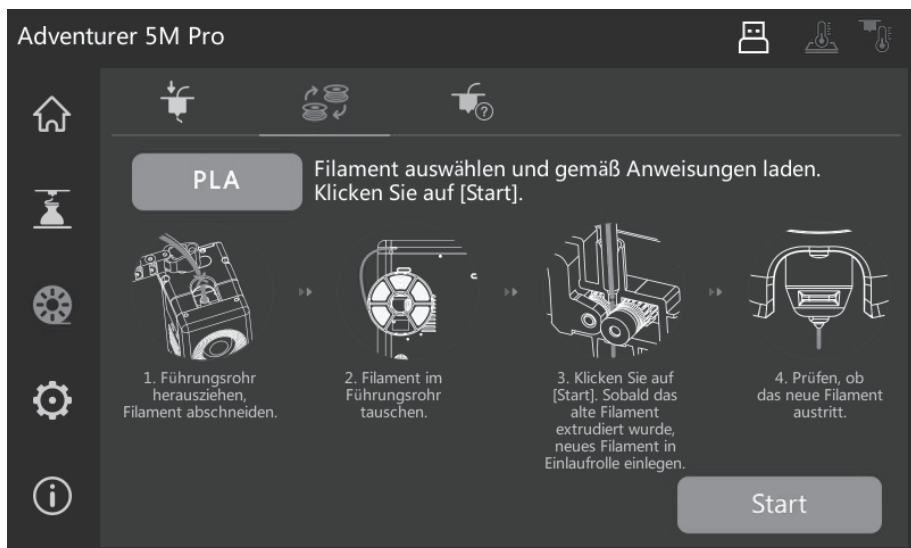 Adventurer 5M Pro
PLA
Filament auswählen und gemäß Anweisungen laden.
Klicken Sie auf [Start].
1. Führungsrohr
herausziehen,
Filament abschneiden.
2. Filament im
Führungsrohr
tauschen.
3. Klicken Sie auf
[Start]. Sobald das
alte Filament
extrudiert wurde,
neues Filament in
Einlaufrolle einlegen.
4. Prüfen, ob
das neue Filament
austritt.
Start